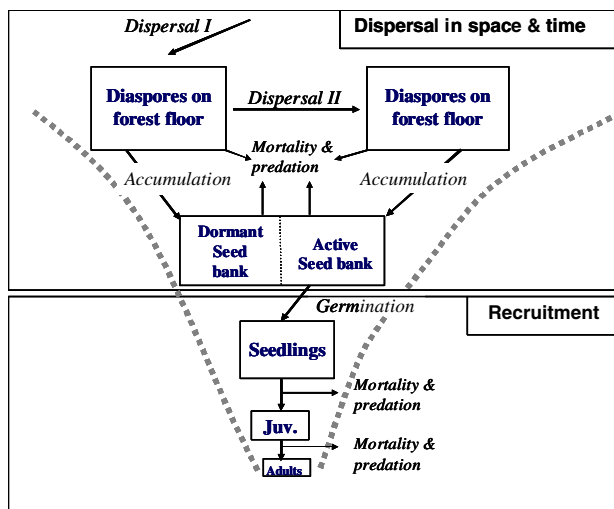 Dispersal I
Dispersal in space & time
Diaspores on
forest floor
Dispersal II
Diaspores on
forest floor
Mortality &
predation
Accumulation
Accumulation
Dormant
Seed
bank
Active
Seed bank
Germination
Recruitment
Seedlings
Mortality &
predation
Juv.
Mortality &
predation
Adults